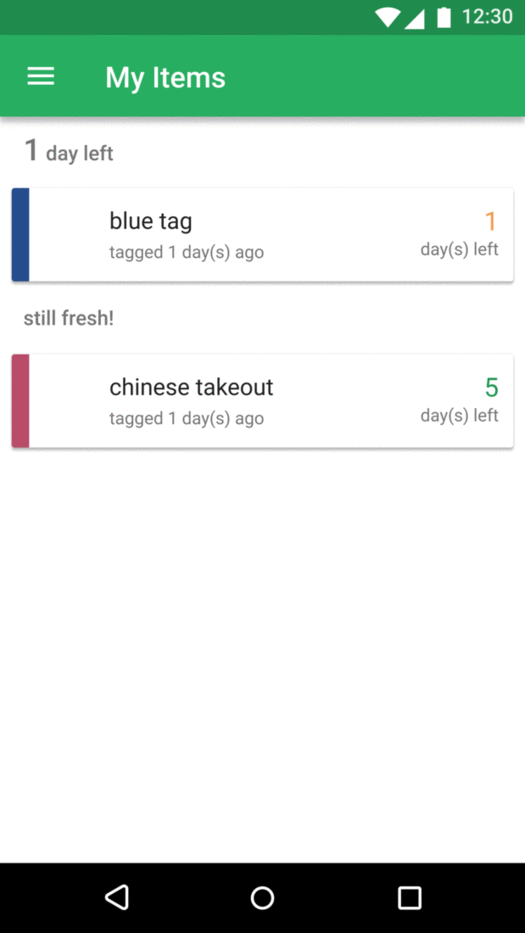 12:30
My Items
1 day left
blue tag
1
tagged 1 day(s) ago
day(s) left
still fresh!
chinese takeout
5
tagged 1 day(s) ago
day(s) left